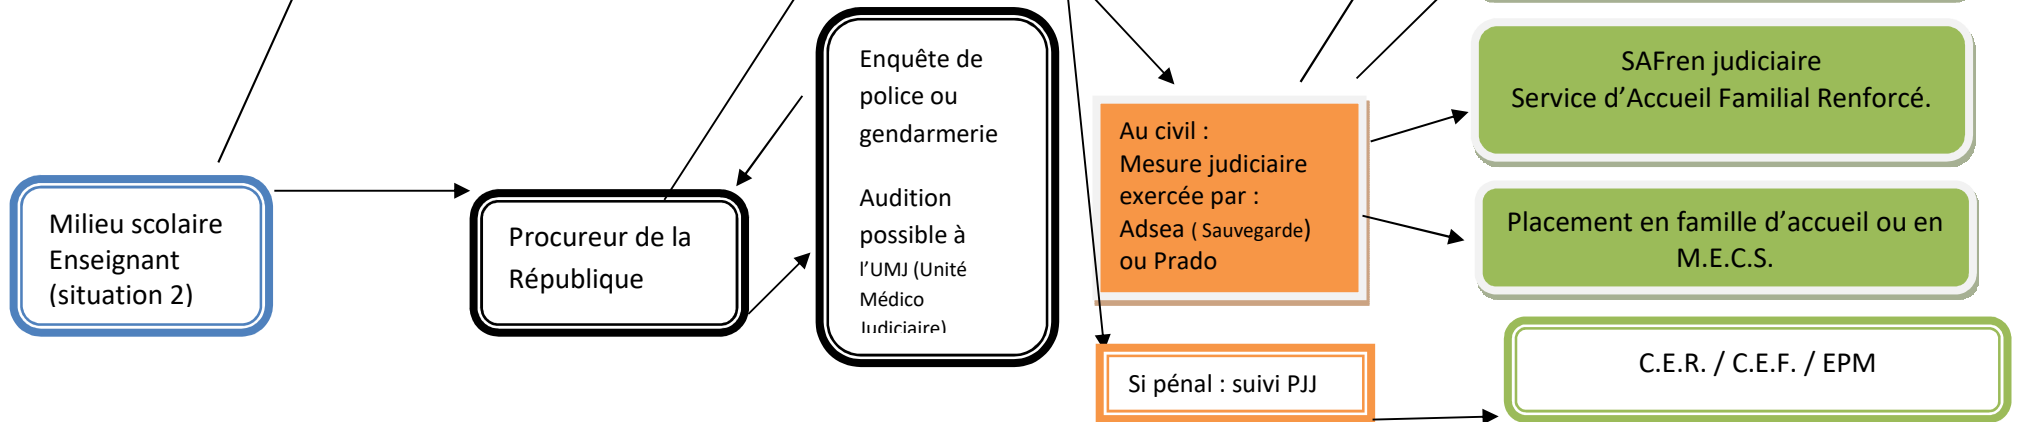 Milieu scolaire
Enseignant
(situation 2)
Procureur de la
République
Enquête de
police ou
gendarmerie
Audition
possible à
l’UMJ (Unité
Médico
Judiciaire)
Au civil :
Mesure judiciaire
exercée par :
Adsea ( Sauvegarde)
ou Prado
Si pénal : suivi PJJ
SAFren judiciaire
Service d’Accueil Familial Renforcé.
Placement en famille d’accueil ou en
M.E.C.S.
C.E.R. / C.E.F. / EPM